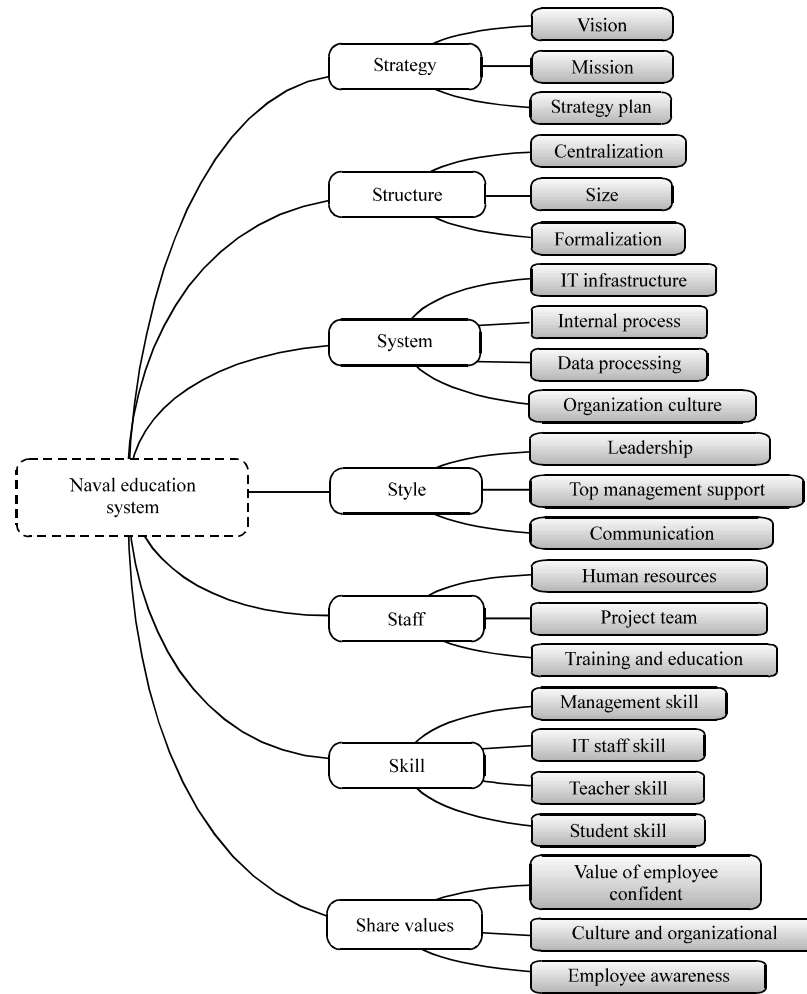 Naval education
system
Strategy
Vision
Mission
Strategy plan
Structure
Centralization
Size
Formalization
System
IT infrastructure
Internal process
Data processing
Organization culture
Style
Leadership
Top management support
Communication
Staff
Human resources
Project team
Training and education
Skill
Management skill
IT staff skill
Teacher skill
Student skill
Share values
Value of employee
confident
Culture and organizational
Employee awareness